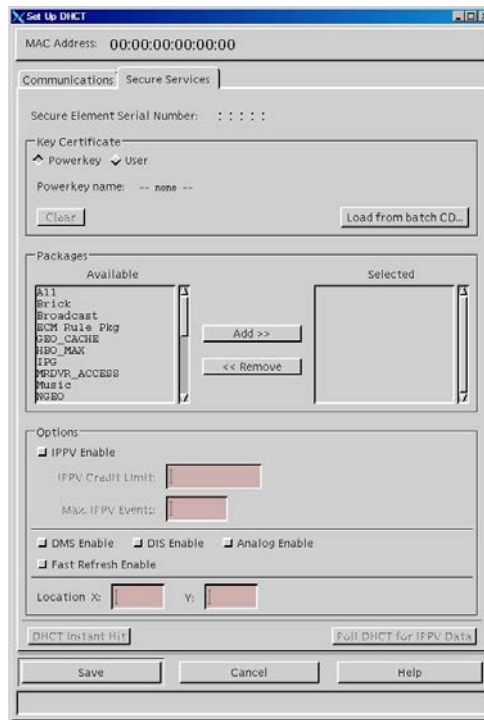 Set Up DHCT
MAC Address: 00:00:00:00:00:00
Communications Secure Services
Secure Element Serial Number: : : : : :
Key Certificate
Powerkey User
Powerkey name: -- none --
Clear Load from batch CD...
Packages
Available Selected
All
Brick
Broadcast
ECM Rule Pkg
GEO_CACHE
HBO_MAX
IPG
MRDVR_ACCESS
Music
NGEO
Add >>
<< Remove
Options
IPPV Enable
IPPV Credit Limit:
Max. IPPV Events:
DMS Enable DIS Enable Analog Enable
Fast Refresh Enable
Location X: Y:
DHCT Instant Hit Poll DHCT for IPPV Data
Save Cancel Help